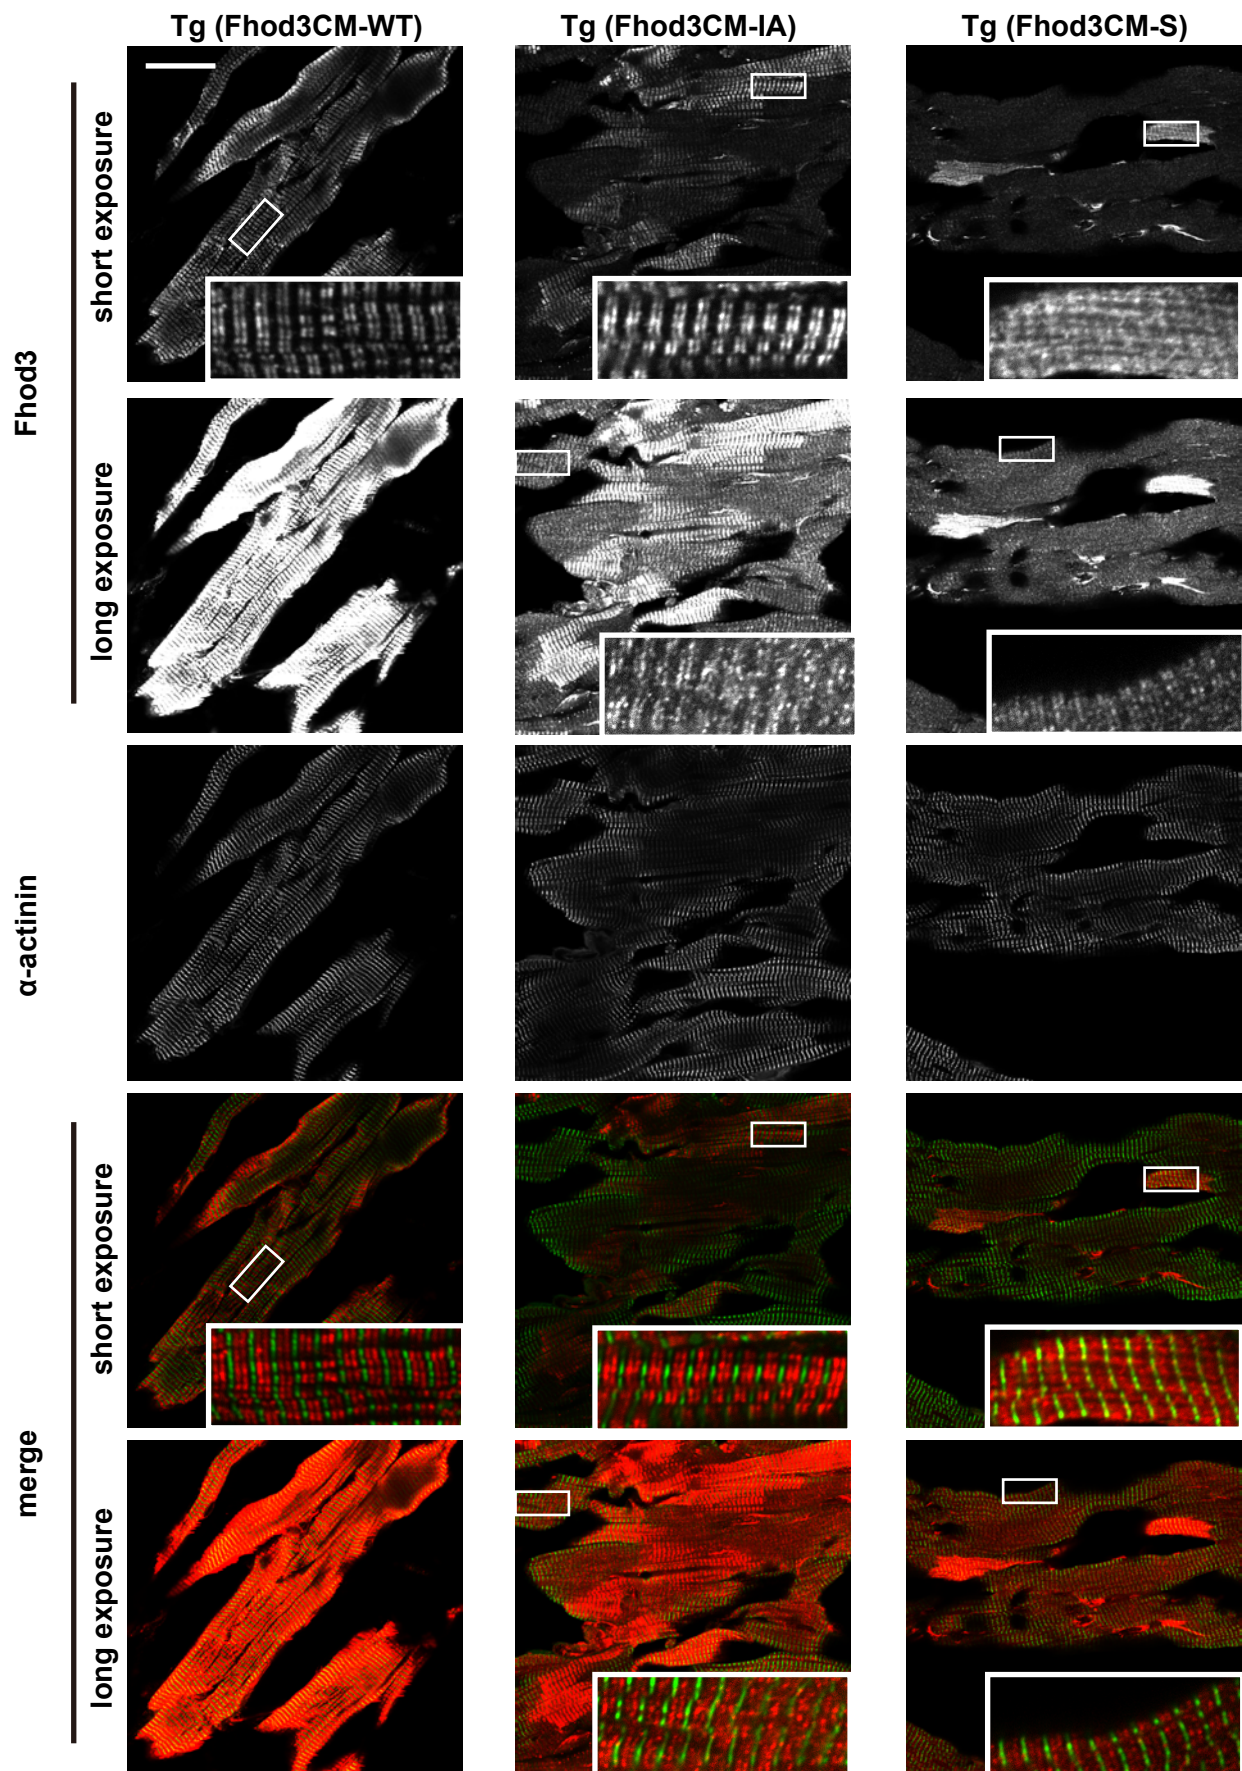 Tg (Fhod3CM-WT)
Tg (Fhod3CM-IA)
Tg (Fhod3CM-S)
Fhod3
short exposure
long exposure
α-actinin
merge
short exposure
long exposure